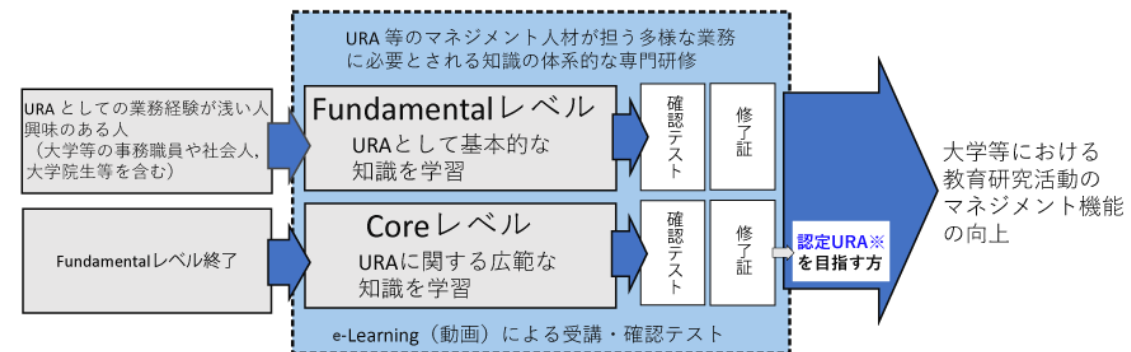 URA 等のマネジメント人材が担う多様な業務
に必要とされる知識の体系的な専門研修
URA としての業務経験が浅い人
興味のある人
（大学等の事務職員や社会人,
大学院生等を含む）
Fundamentalレベル
URAとして基本的な
知識を学習
確認テスト
修了証
Fundamentalレベル終了
Coreレベル
URAに関する広範な
知識を学習
確認テスト
修了証
認定URA※
を目指す方
大学等における
教育研究活動の
マネジメント機能
の向上
e-Learning（動画）による受講・確認テスト